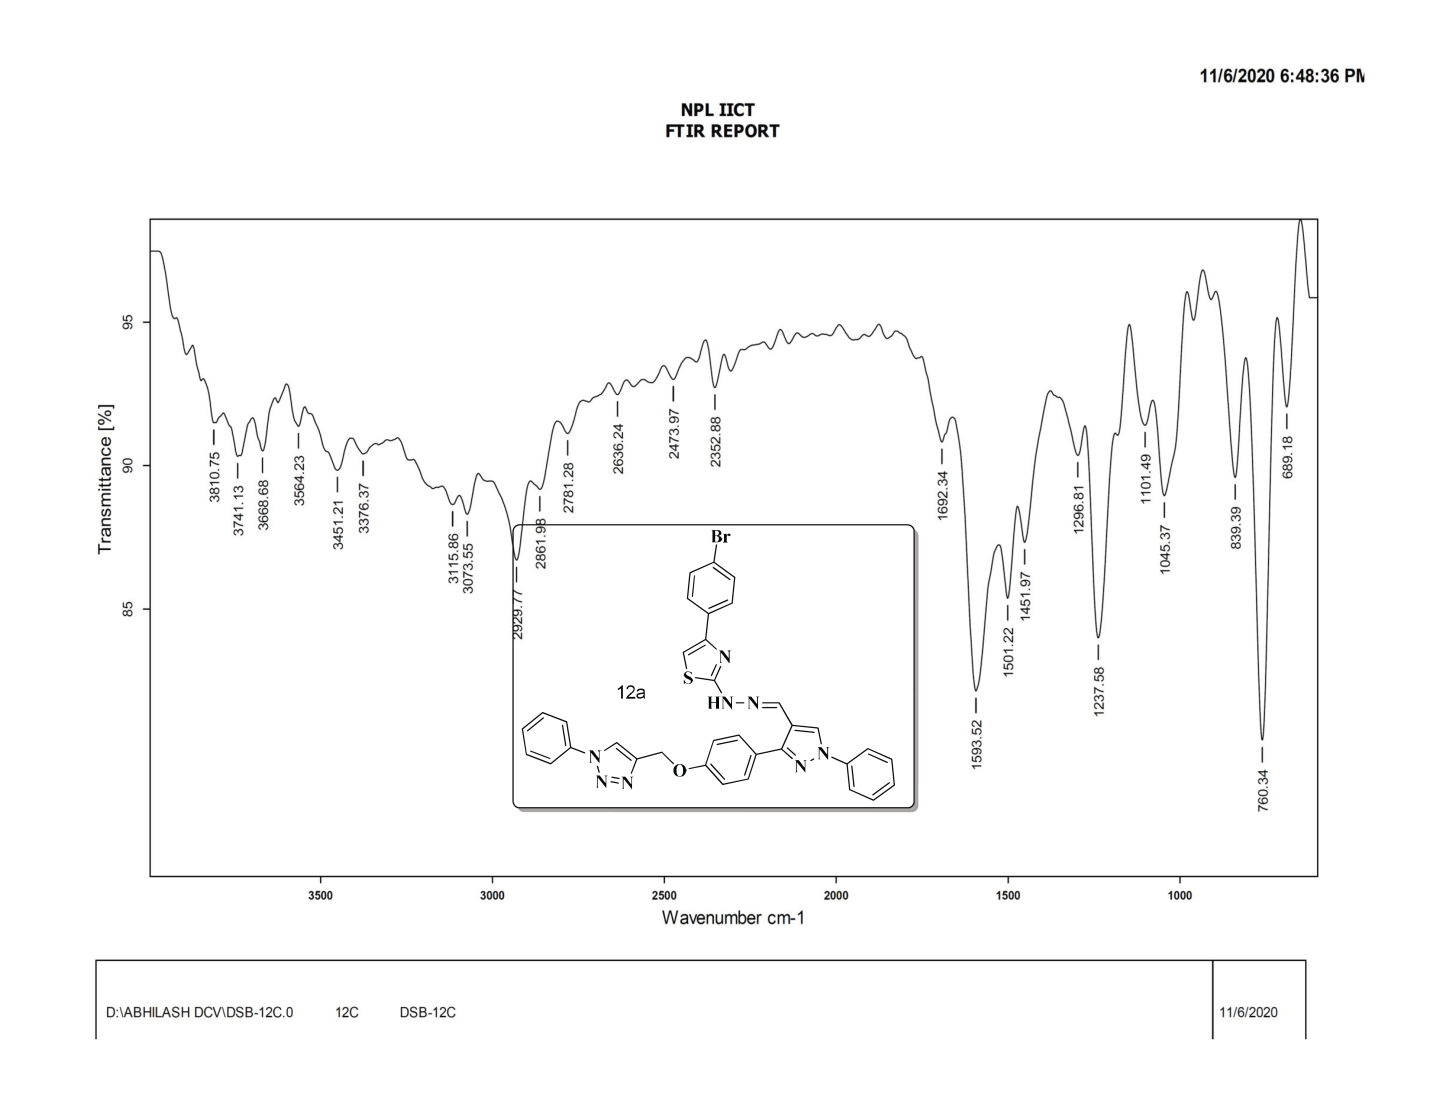 11/6/2020 6:48:36 PM
NPL IICT
FTIR REPORT
Transmittance [%]
95
90
85
3810.75
3741.13
3668.68
3564.23
3451.21
3376.37
3115.86
3073.55
2929.77
2861.98
2781.28
2636.24
2473.97
2352.88
1692.34
1593.52
1501.22
1451.97
1296.81
1237.58
1101.49
1045.37
839.39
760.34
689.18
Br
N
S
12a
HN N
N
N
N
N
O
N
N
3500
3000
2500
2000
1500
1000
Wavenumber cm-1
D:\ABHILASH DCV\DSB-12C.0 12C DSB-12C 11/6/2020